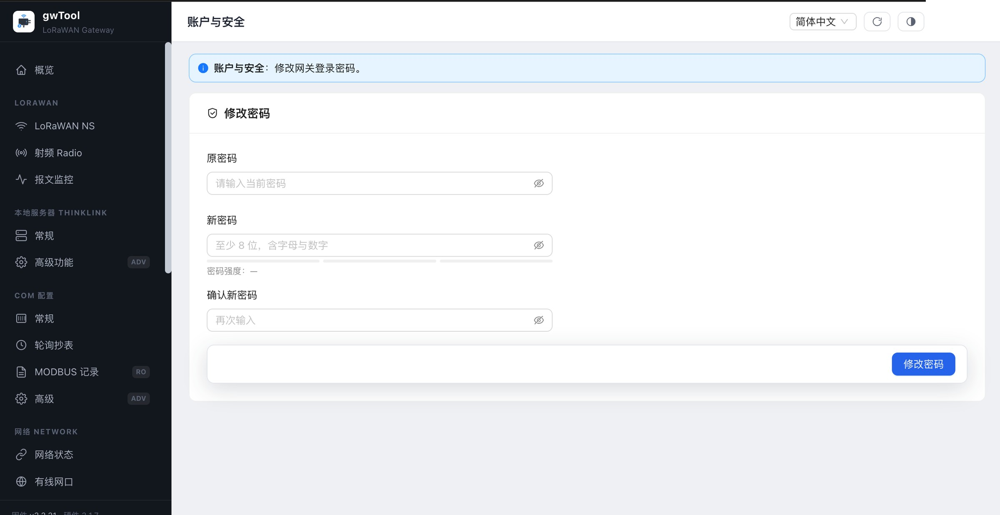 gwTool
LoRaWAN Gateway
概览
LORAWAN
LoRaWAN NS
射频 Radio
报文监控
本地服务器 THINKLINK
常规
高级功能 ADV
COM 配置
常规
轮询抄表
MODBUS 记录 RO
高级 ADV
网络 NETWORK
网络状态
有线网口
账户与安全
简体中文
账户与安全：修改网关登录密码。
修改密码
原密码
请输入当前密码
新密码
至少 8 位，含字母与数字
密码强度：—
确认新密码
再次输入
修改密码